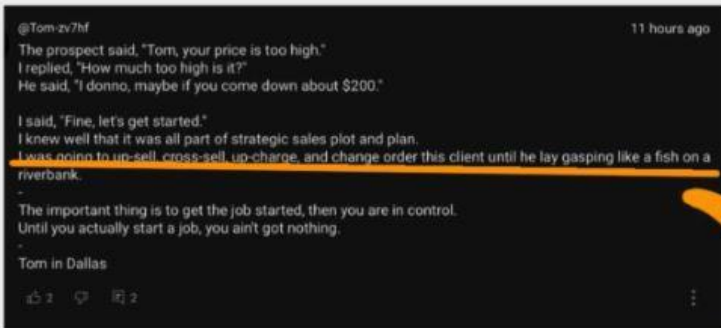 @Tom-zv7hf 11 hours ago
The prospect said, "Tom, your price is too high."
I replied, "How much too high is it?"
He said, "I donno, maybe if you come down about $200."
I said, "Fine, let's get started."
I knew well that it was all part of strategic sales plot and plan.
I was going to up-sell, cross-sell, up-charge, and change order this client until he lay gasping like a fish on a
riverbank.
-
The important thing is to get the job started, then you are in control.
Until you actually start a job, you ain't got nothing.
-
Tom in Dallas
2 2